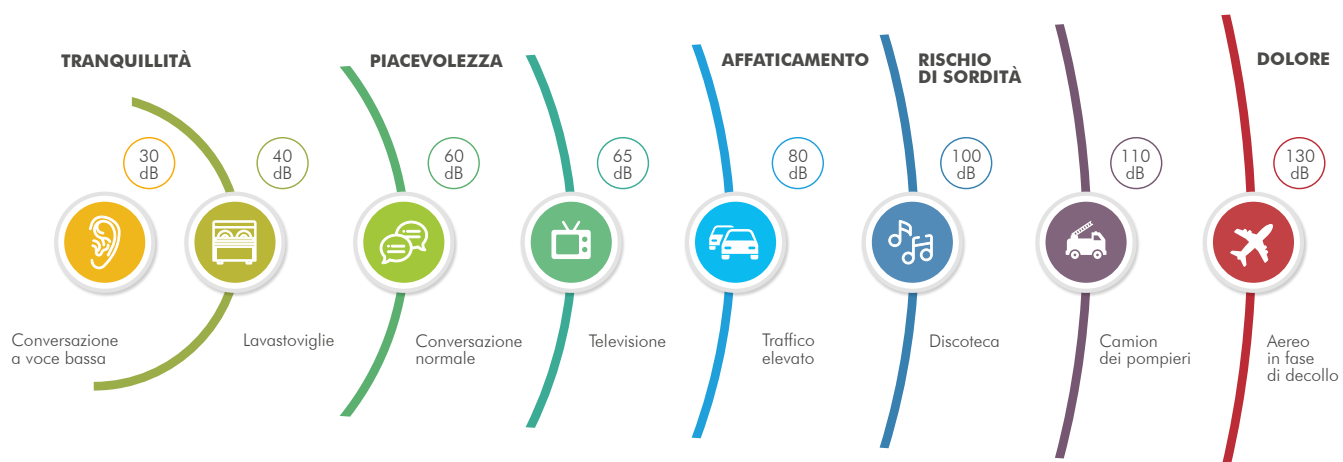 TRANQUILLITÀ
PIACEVOLEZZA
AFFATICAMENTO
RISCHIO
DI SORDITÀ
DOLORE
30
dB
40
dB
60
dB
65
dB
80
dB
100
dB
110
dB
130
dB
Conversazione
a voce bassa
Lavastoviglie
Conversazione
normale
Televisione
Traffico
elevato
Discoteca
Camion
dei pompieri
Aereo
in fase
di decollo